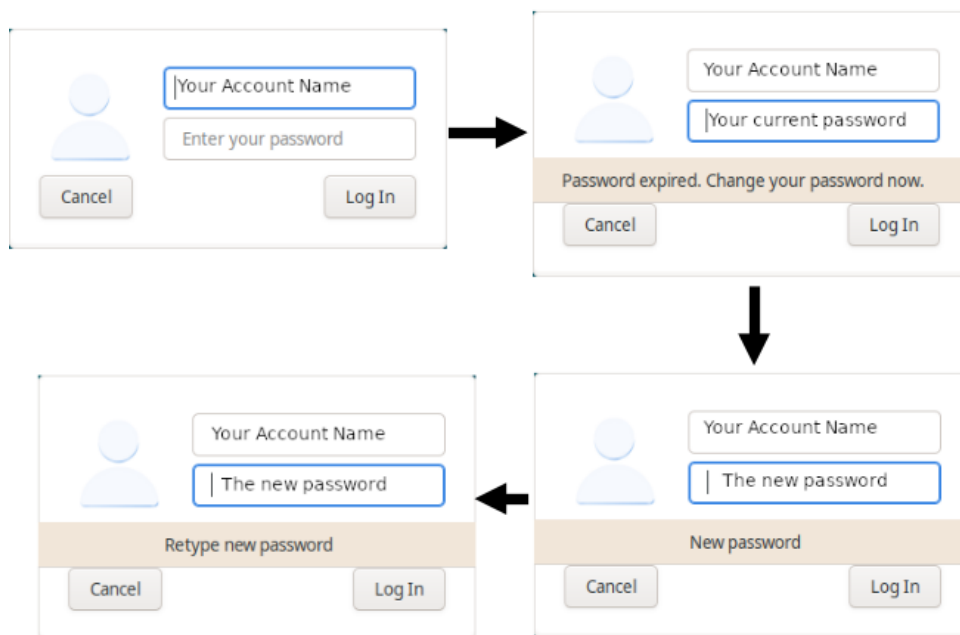 Your Account Name
Enter your password
Cancel
Log In
Your Account Name
Your current password
Password expired. Change your password now.
Cancel
Log In
Your Account Name
The new password
New password
Cancel
Log In
Your Account Name
The new password
Retype new password
Cancel
Log In